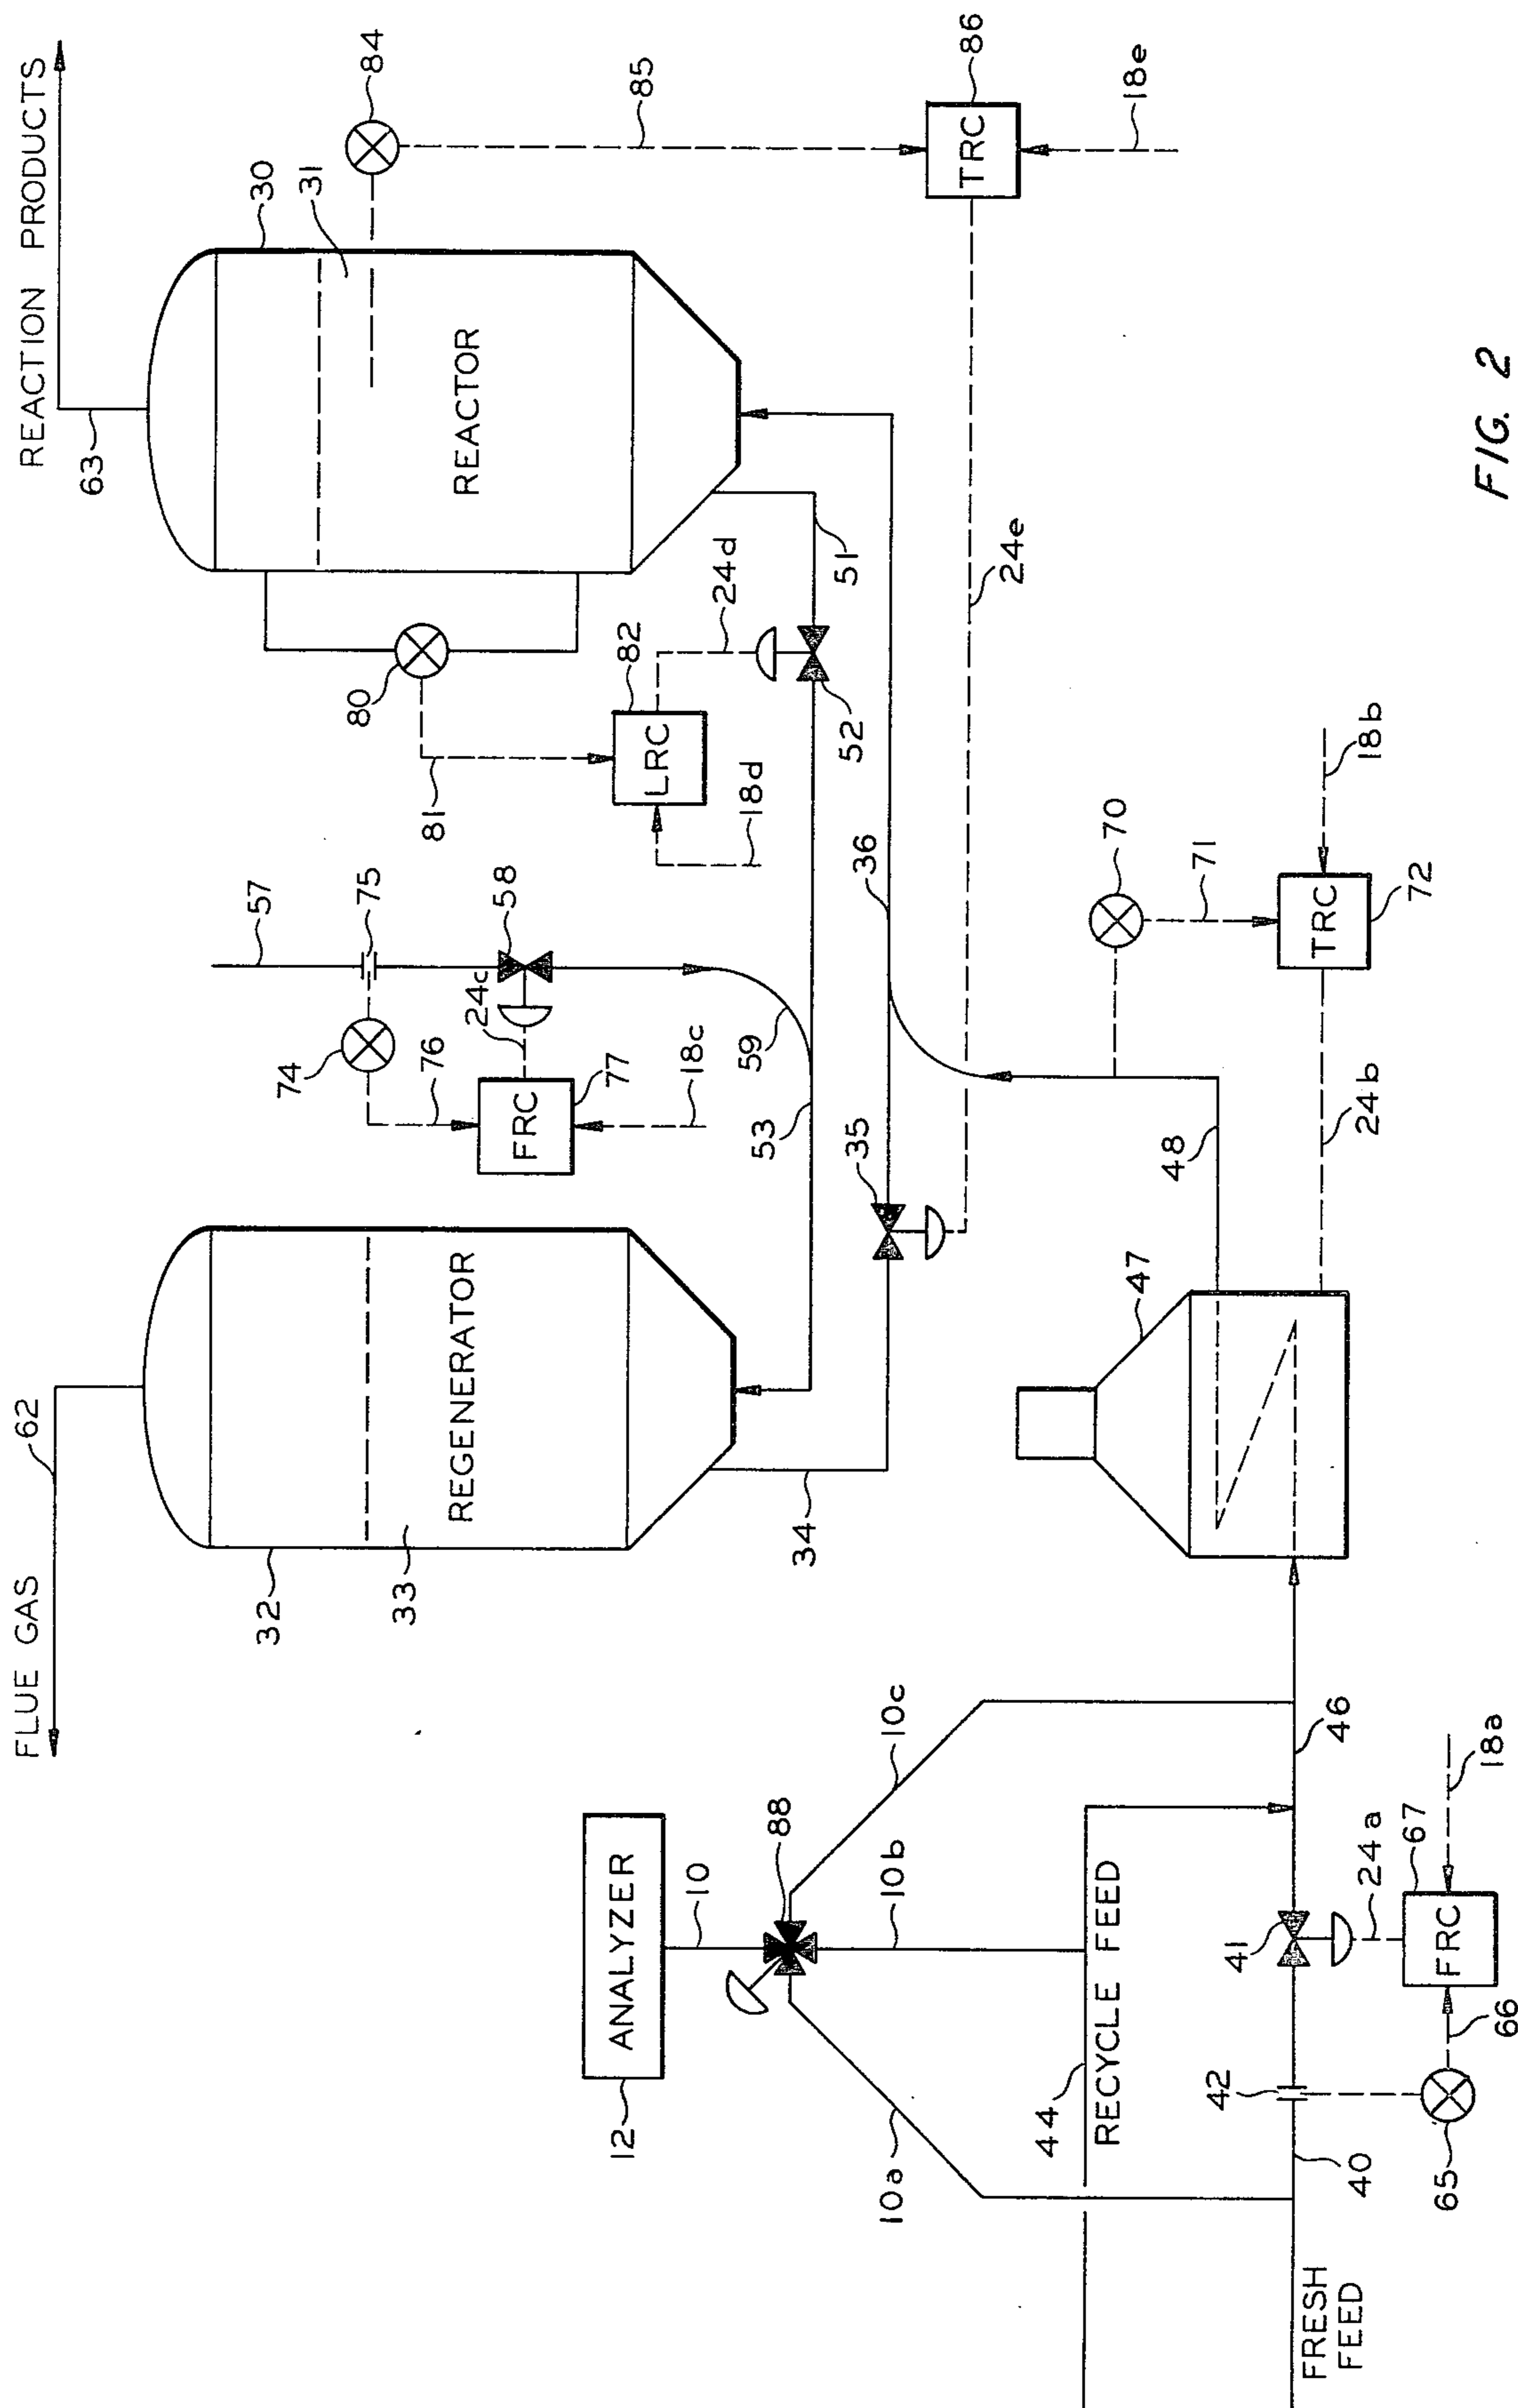 FLUE GAS
62
REACTION PRODUCTS
63
32
33
REGENERATOR
30
31
REACTOR
84
85
TRC
86
18e
57
75
74
76
58
24c
FRC
77
18c
59
80
81
LRC
82
24d
18d
52
51
53
34
35
36
24e
ANALYZER
12
10
88
10a
10b
10c
44
RECYCLE FEED
47
48
70
71
TRC
72
18b
24b
FRESH
FEED
40
42
41
46
65
66
24a
FRC
67
18a
FIG. 2